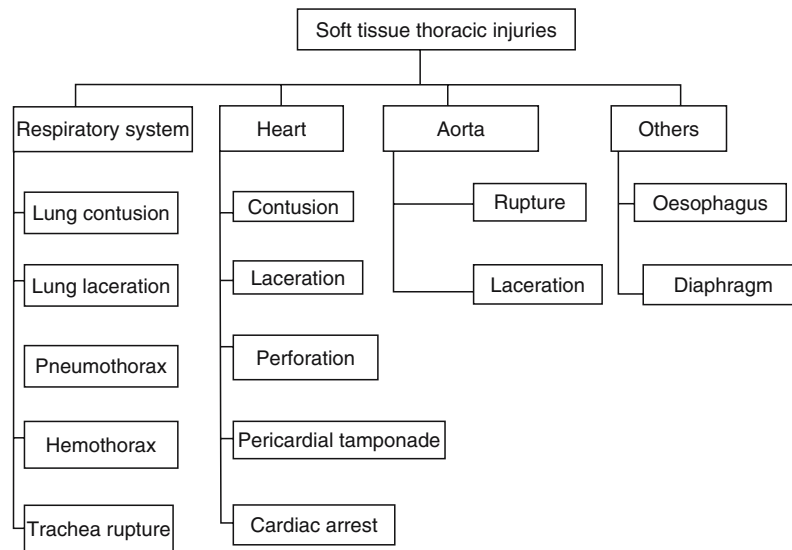 Soft tissue thoracic injuries
Respiratory system
Heart
Aorta
Others
Lung contusion
Contusion
Rupture
Oesophagus
Lung laceration
Laceration
Laceration
Diaphragm
Pneumothorax
Perforation
Hemothorax
Pericardial tamponade
Trachea rupture
Cardiac arrest